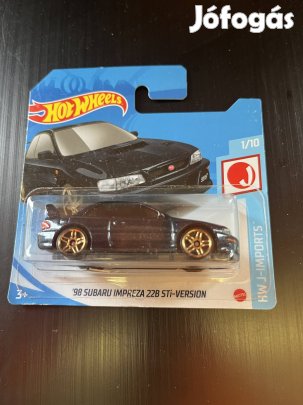 Jófogás
Hot Wheels
1/10
J
HW J-IMPORTS
'98 SUBARU IMPREZA 22B STi-VERSION
3+